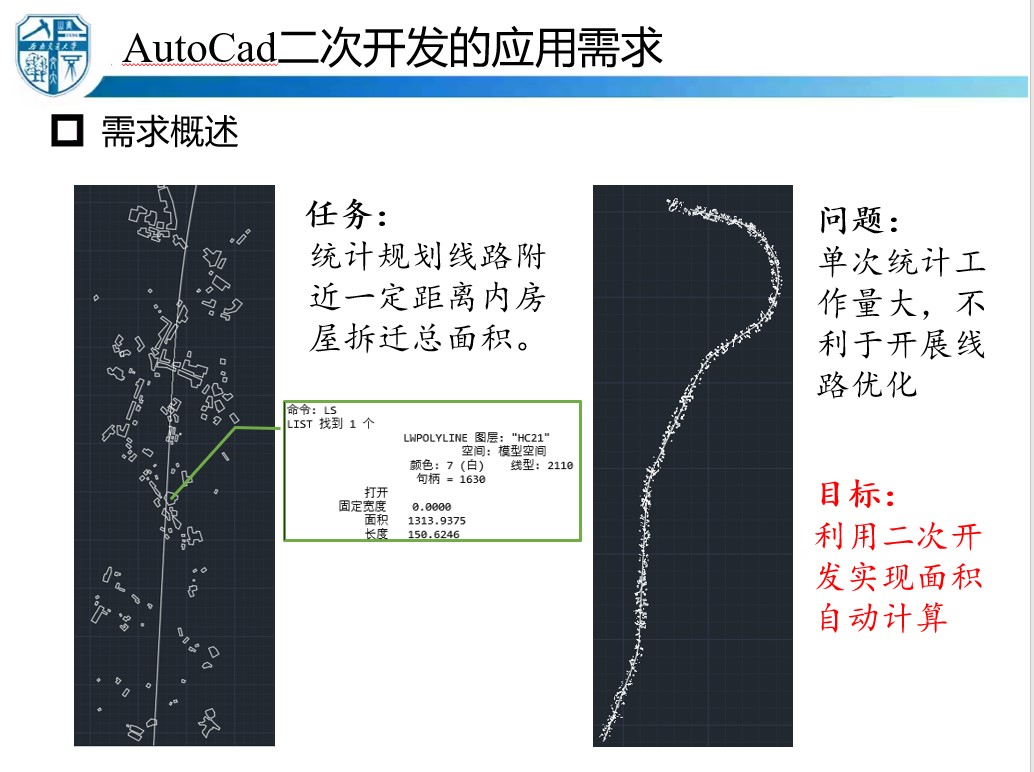 AutoCad二次开发的应用需求
需求概述
任务：
统计规划线路附
近一定距离内房
屋拆迁总面积。
命令: LS
LIST 找到 1 个
LWPOLYLINE 图层: "HC21"
空间: 模型空间
颜色: 7 (白) 线型: 2110
句柄 = 1630
打开
固定宽度 0.0000
面积 1313.9375
长度 150.6246
问题：
单次统计工
作量大，不
利于开展线
路优化
目标：
利用二次开
发实现面积
自动计算